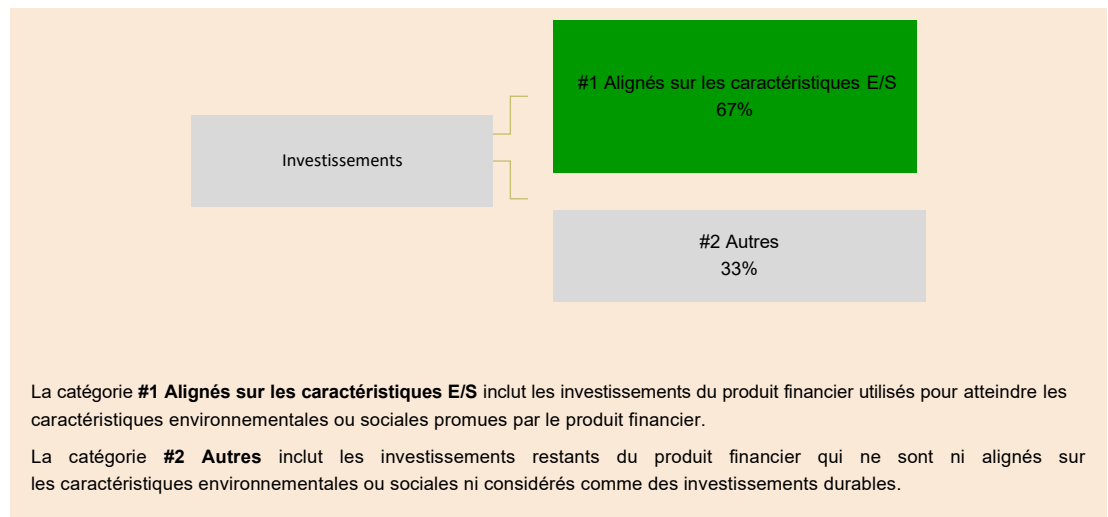 #1 Alignés sur les caractéristiques E/S
67%
Investissements
#2 Autres
33%
La catégorie #1 Alignés sur les caractéristiques E/S inclut les investissements du produit financier utilisés pour atteindre les
caractéristiques environnementales ou sociales promues par le produit financier.
La catégorie #2 Autres inclut les investissements restants du produit financier qui ne sont ni alignés sur
les caractéristiques environnementales ou sociales ni considérés comme des investissements durables.